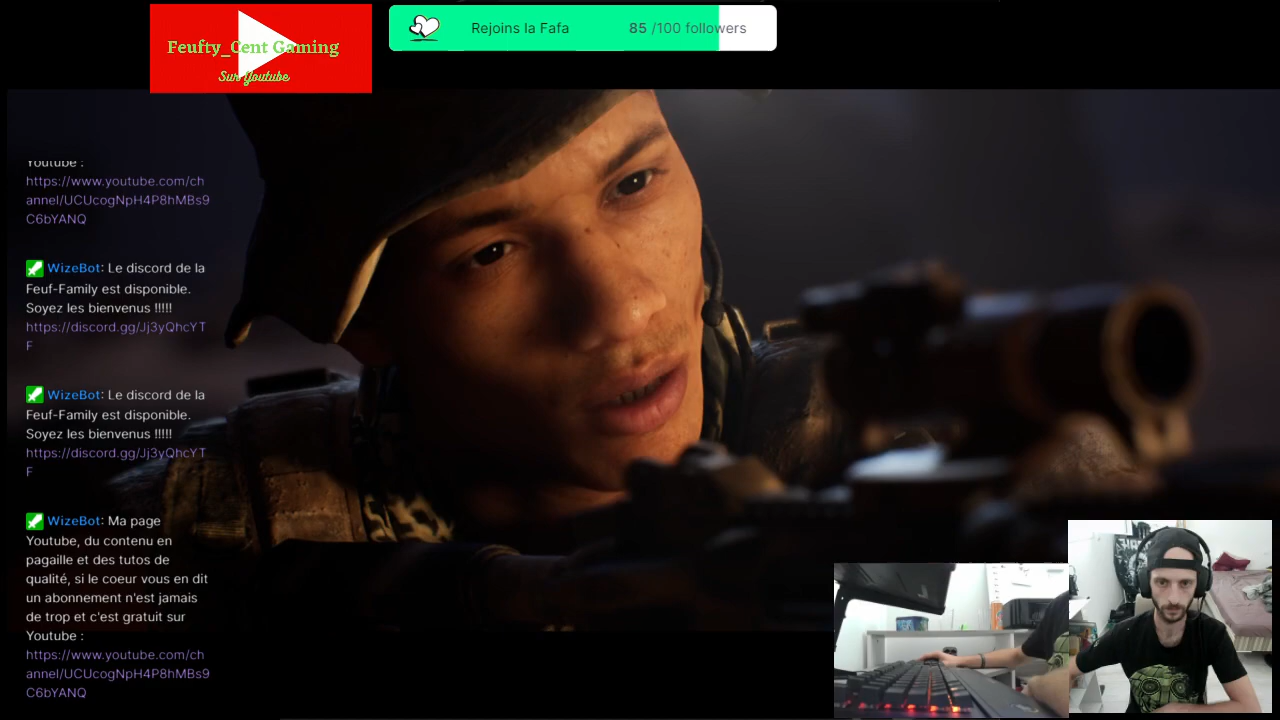 Feufty_Cent Gaming
Sur Youtube
Rejoins la Fafa
85 /100 followers
Youtube :
https://www.youtube.com/ch
annel/UCUcogNpH4P8hMBs9
C6bYANQ
WizeBot: Le discord de la
Feuf-Family est disponible.
Soyez les bienvenus !!!!!
https://discord.gg/Jj3yQhcYT
F
WizeBot: Le discord de la
Feuf-Family est disponible.
Soyez les bienvenus !!!!!
https://discord.gg/Jj3yQhcYT
F
WizeBot: Ma page
Youtube, du contenu en
pagaille et des tutos de
qualité, si le coeur vous en dit
un abonnement n'est jamais
de trop et c'est gratuit sur
Youtube :
https://www.youtube.com/ch
annel/UCUcogNpH4P8hMBs9
C6bYANQ